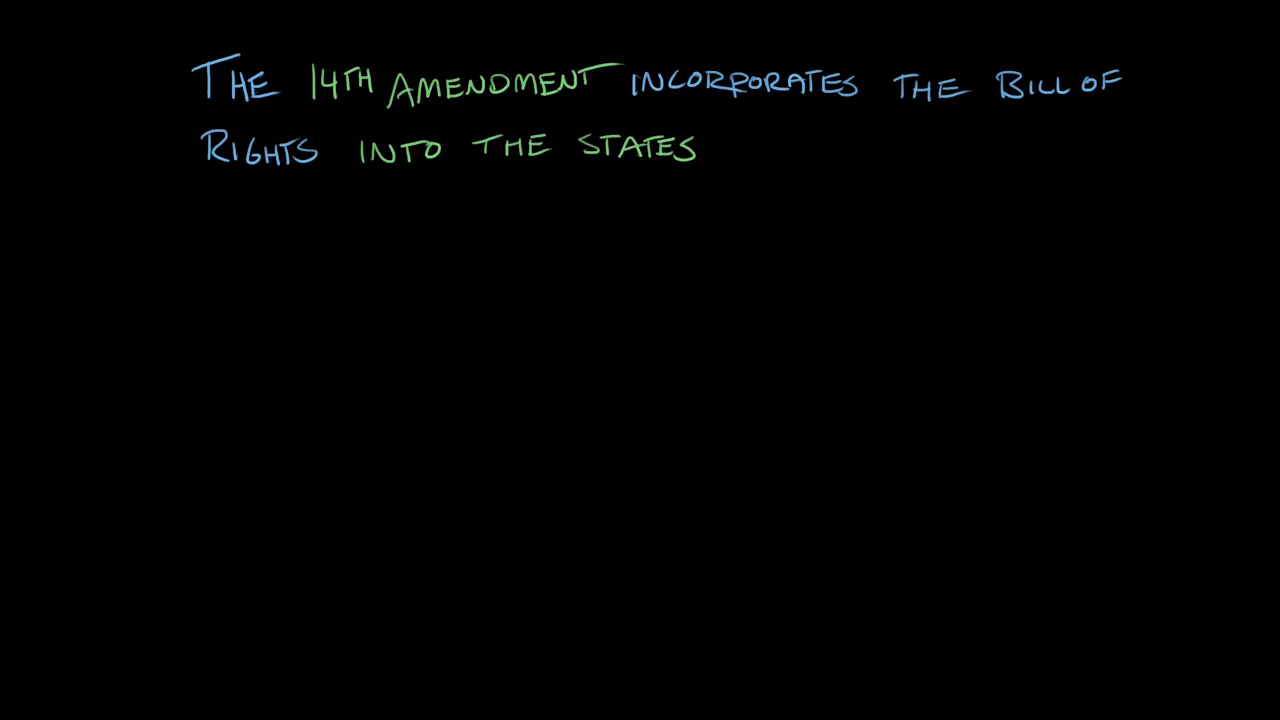 THE 14TH AMENDMENT INCORPORATES THE BILL OF
RIGHTS INTO THE STATES